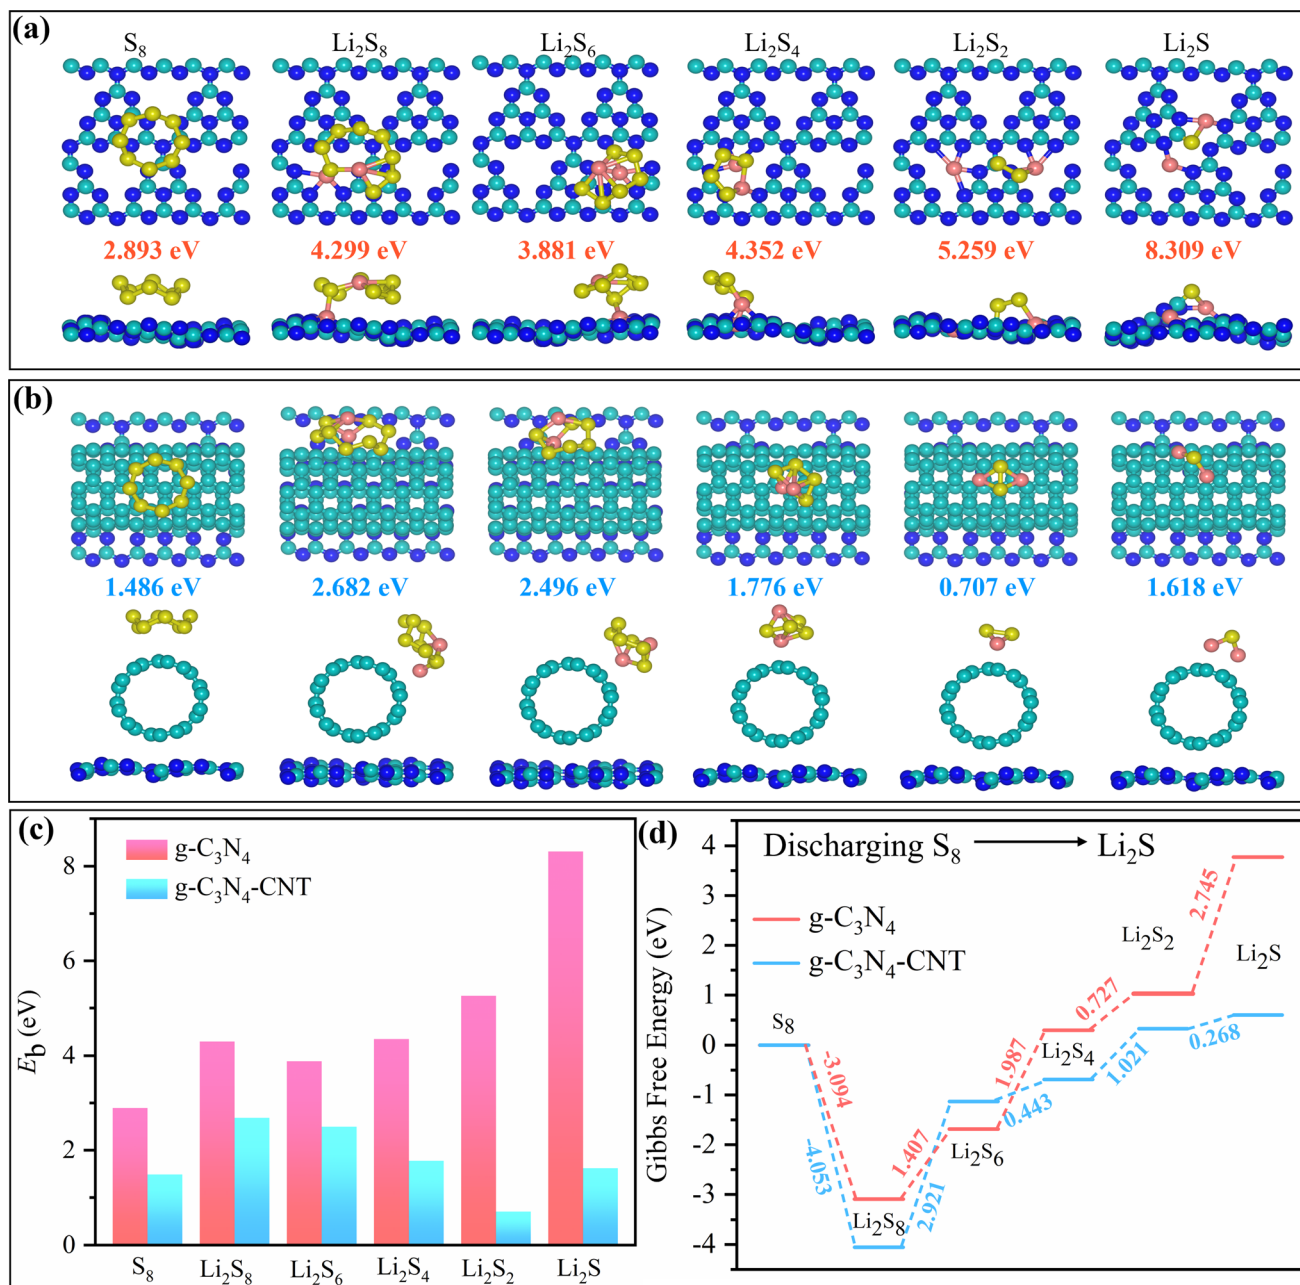 (a)
S₈ Li₂S₈ Li₂S₆ Li₂S₄ Li₂S₂ Li₂S
2.893 eV 4.299 eV 3.881 eV 4.352 eV 5.259 eV 8.309 eV
(b)
1.486 eV 2.682 eV 2.496 eV 1.776 eV 0.707 eV 1.618 eV
(c)
g-C₃N₄
g-C₃N₄-CNT
E_b (eV)
8
6
4
2
0
S₈ Li₂S₈ Li₂S₆ Li₂S₄ Li₂S₂ Li₂S
(d)
Discharging S₈ ⟶ Li₂S
g-C₃N₄
g-C₃N₄-CNT
Gibbs Free Energy (eV)
4
3
2
1
0
-1
-2
-3
-4
S₈
Li₂S₈
Li₂S₆
Li₂S₄
Li₂S₂
Li₂S
-3.094
1.407
1.987
0.727
2.745
-4.053
2.921
0.443
1.021
0.268